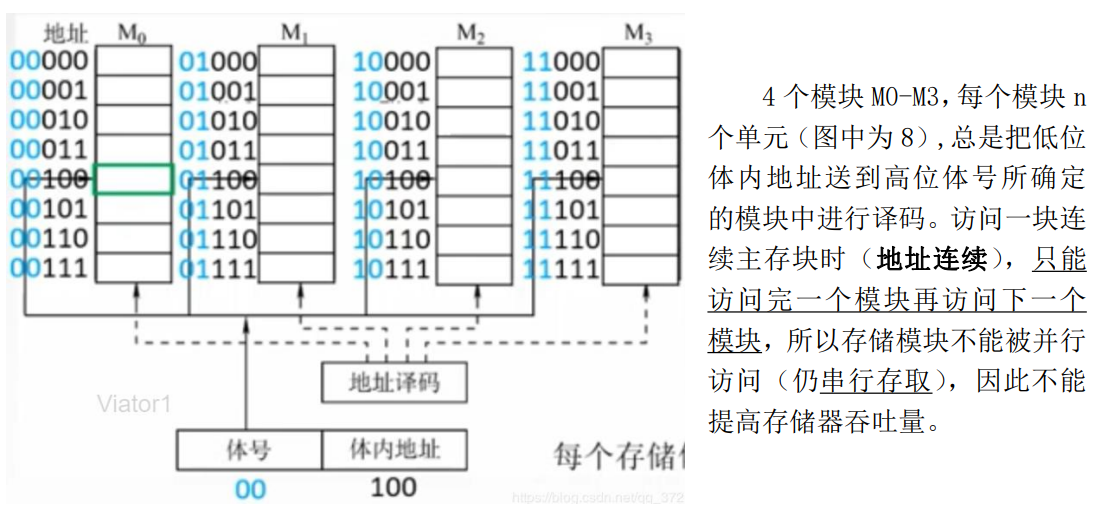 地址 M0 M1 M2 M3
00000 01000 10000 11000
00001 01001 10001 11001
00010 01010 10010 11010
00011 01011 10011 11011
00100 01100 10100 11100
00101 01101 10101 11101
00110 01110 10110 11110
00111 01111 10111 11111
地址译码
Viator1
体号 体内地址
每个存储
00 100
https://blog.csdn.net/qq_372
4 个模块 M0-M3,每个模块 n
个单元(图中为 8),总是把低位
体内地址送到高位体号所确定
的模块中进行译码。访问一块连
续主存块时(地址连续),只能
访问完一个模块再访问下一个
模块,所以存储模块不能被并行
访问(仍串行存取),因此不能
提高存储器吞吐量。